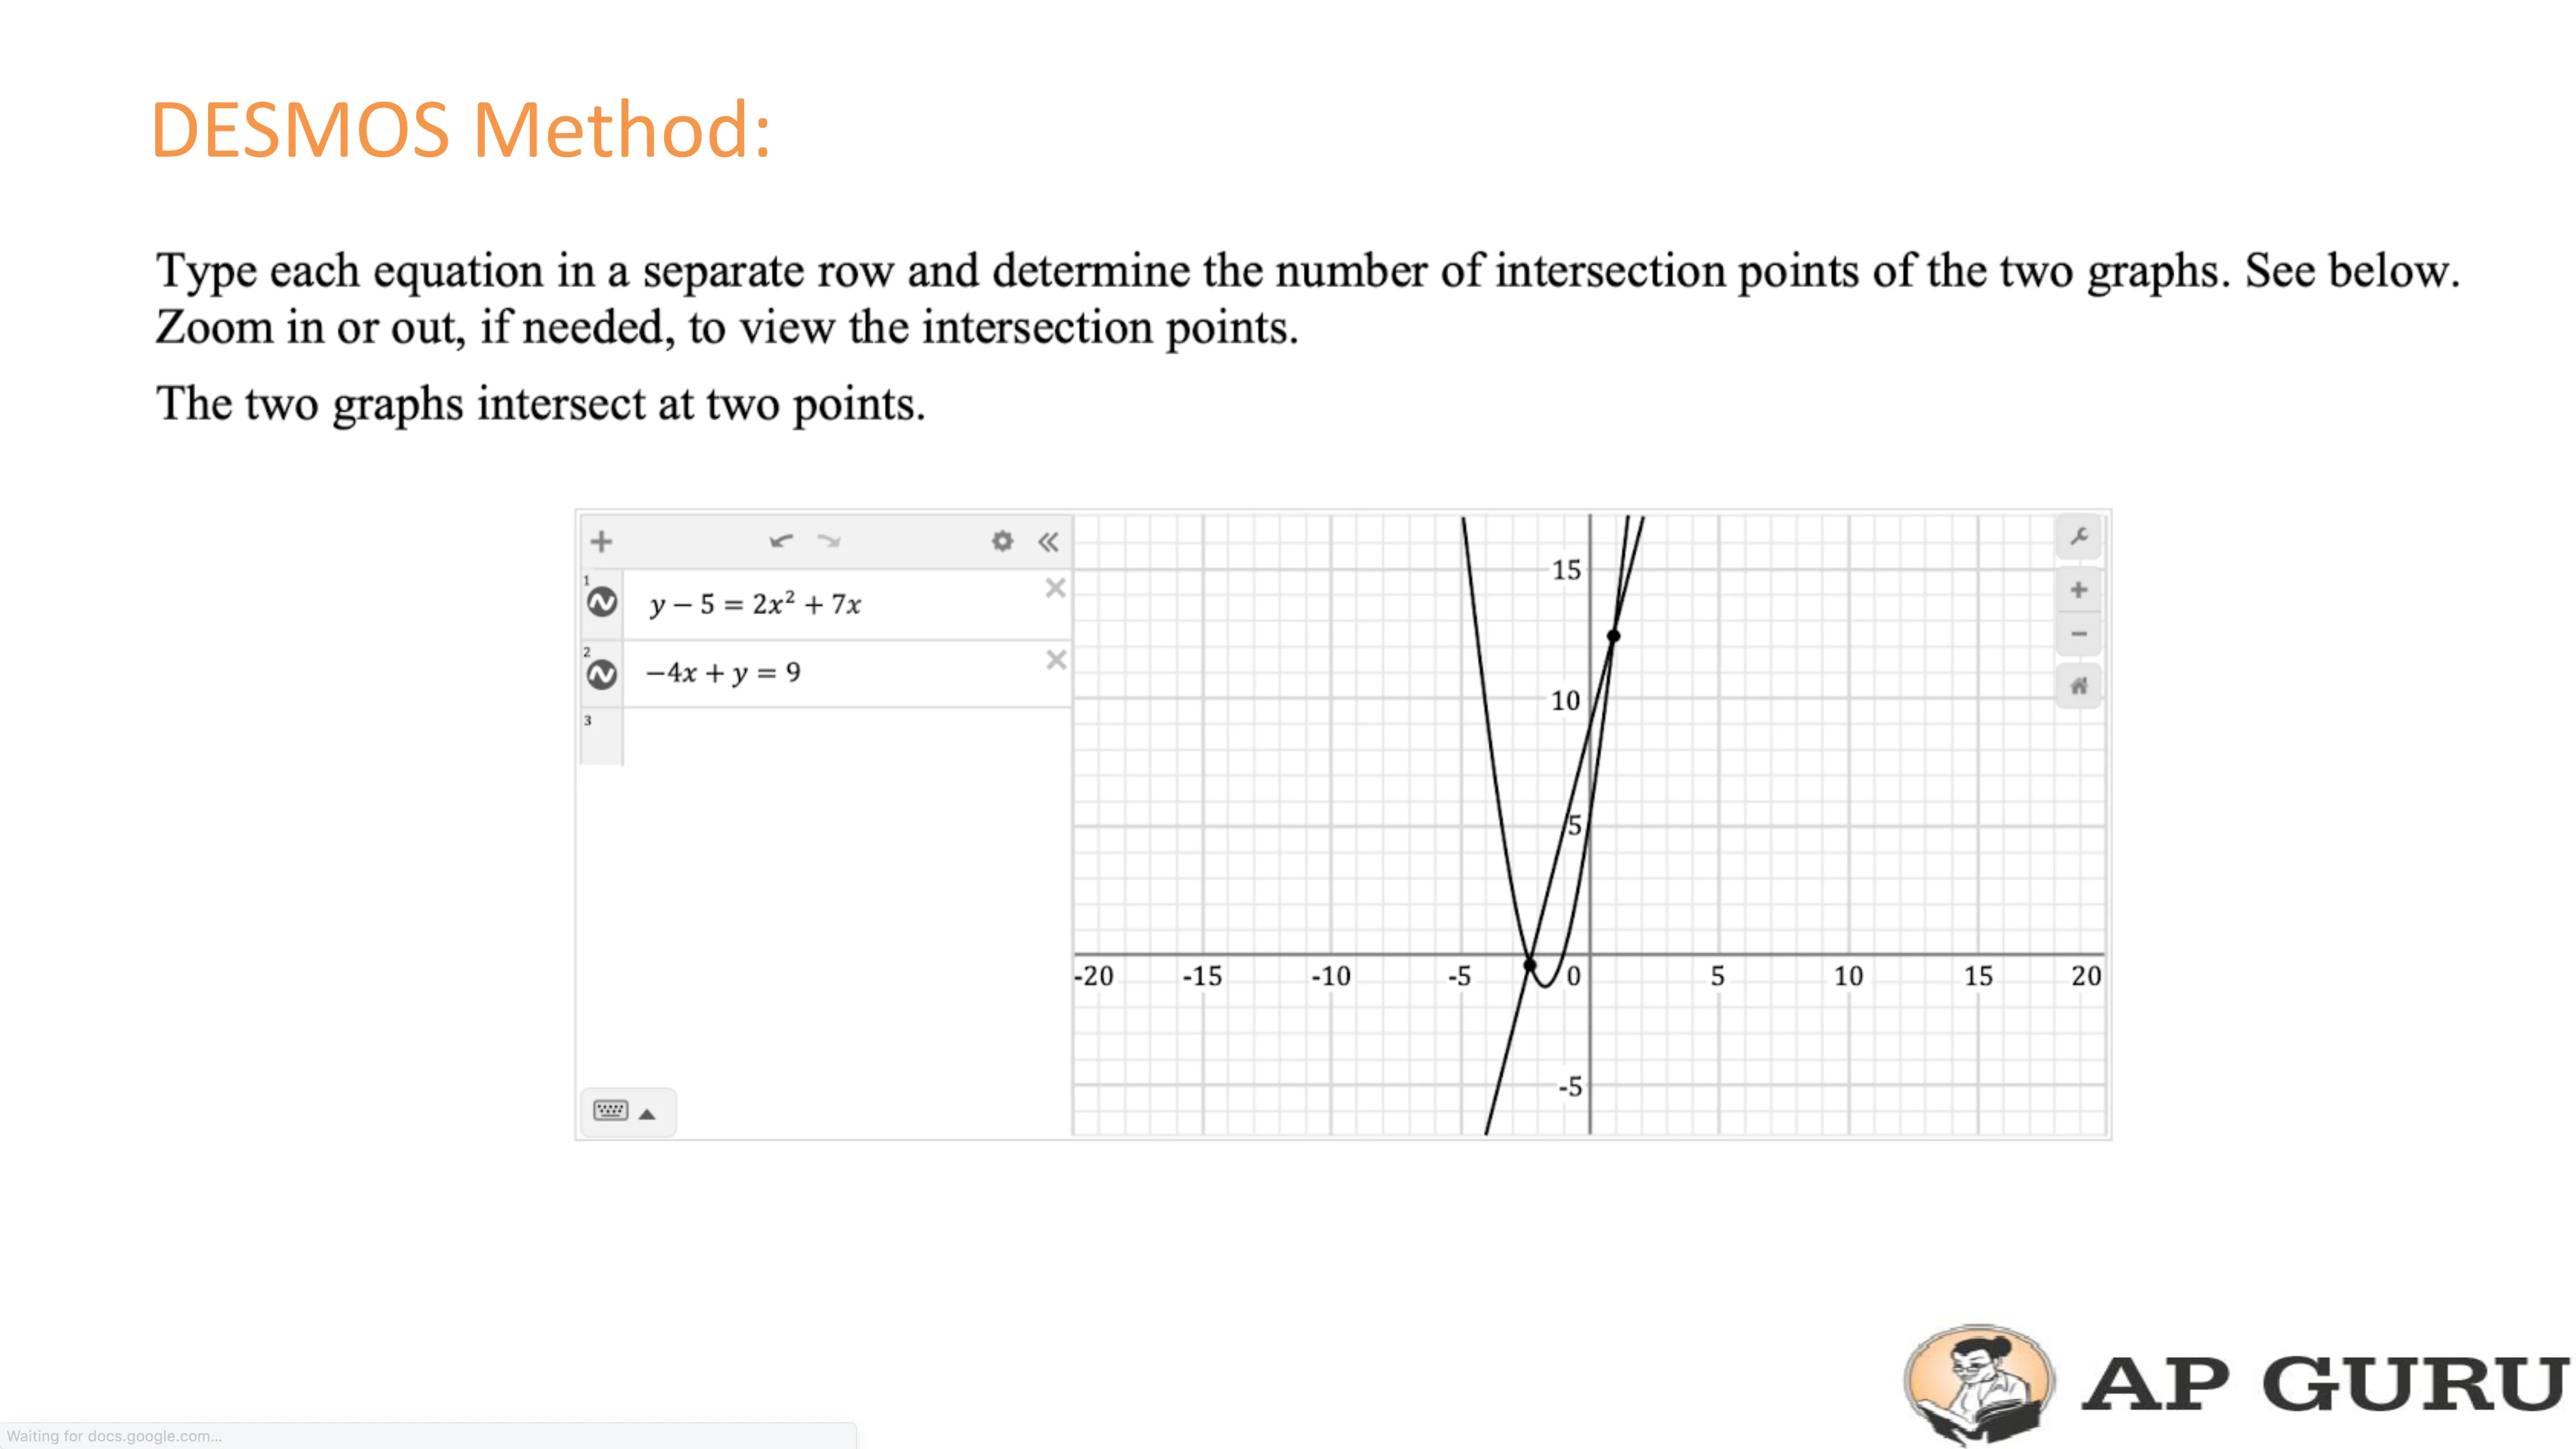 DESMOS Method:
Type each equation in a separate row and determine the number of intersection points of the two graphs. See below.
Zoom in or out, if needed, to view the intersection points.
The two graphs intersect at two points.
1
y − 5 = 2x² + 7x
2
−4x + y = 9
3
15
10
5
-20 -15 -10 -5 0 5 10 15 20
-5
AP GURU
Waiting for docs.google.com...